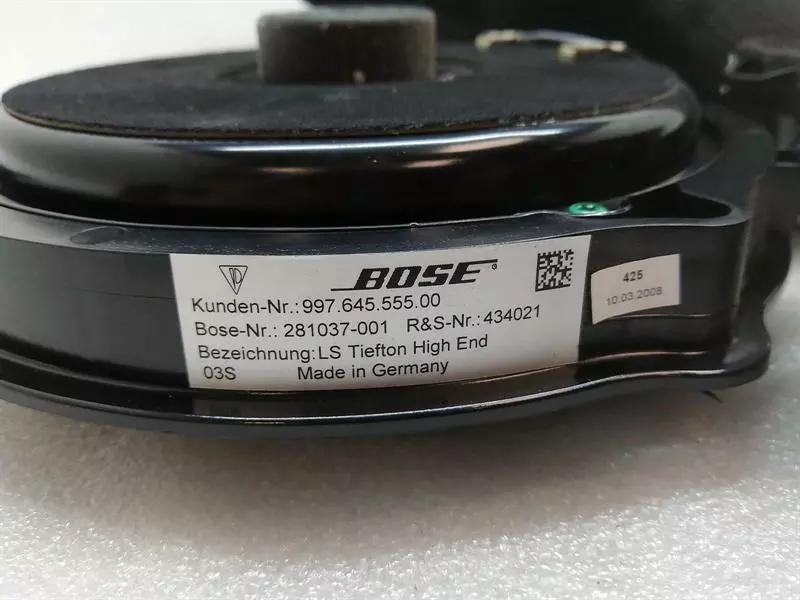 BOSE®
Kunden-Nr.:997.645.555.00
Bose-Nr.: 281037-001 R&S-Nr.:434021
Bezeichnung:LS Tiefton High End
03S Made in Germany
425
10.03.2008